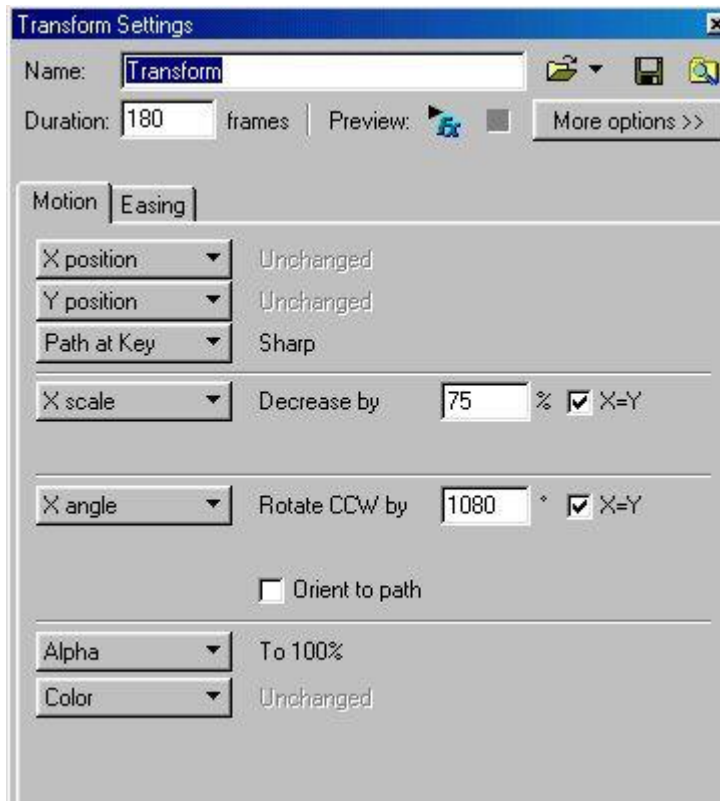 Transform Settings
Name: Transform
Duration: 180 frames Preview: Fx More options >>
Motion Easing
X position Unchanged
Y position Unchanged
Path at Key Sharp
X scale Decrease by 75 % X=Y
X angle Rotate CCW by 1080 ° X=Y
Orient to path
Alpha To 100%
Color Unchanged